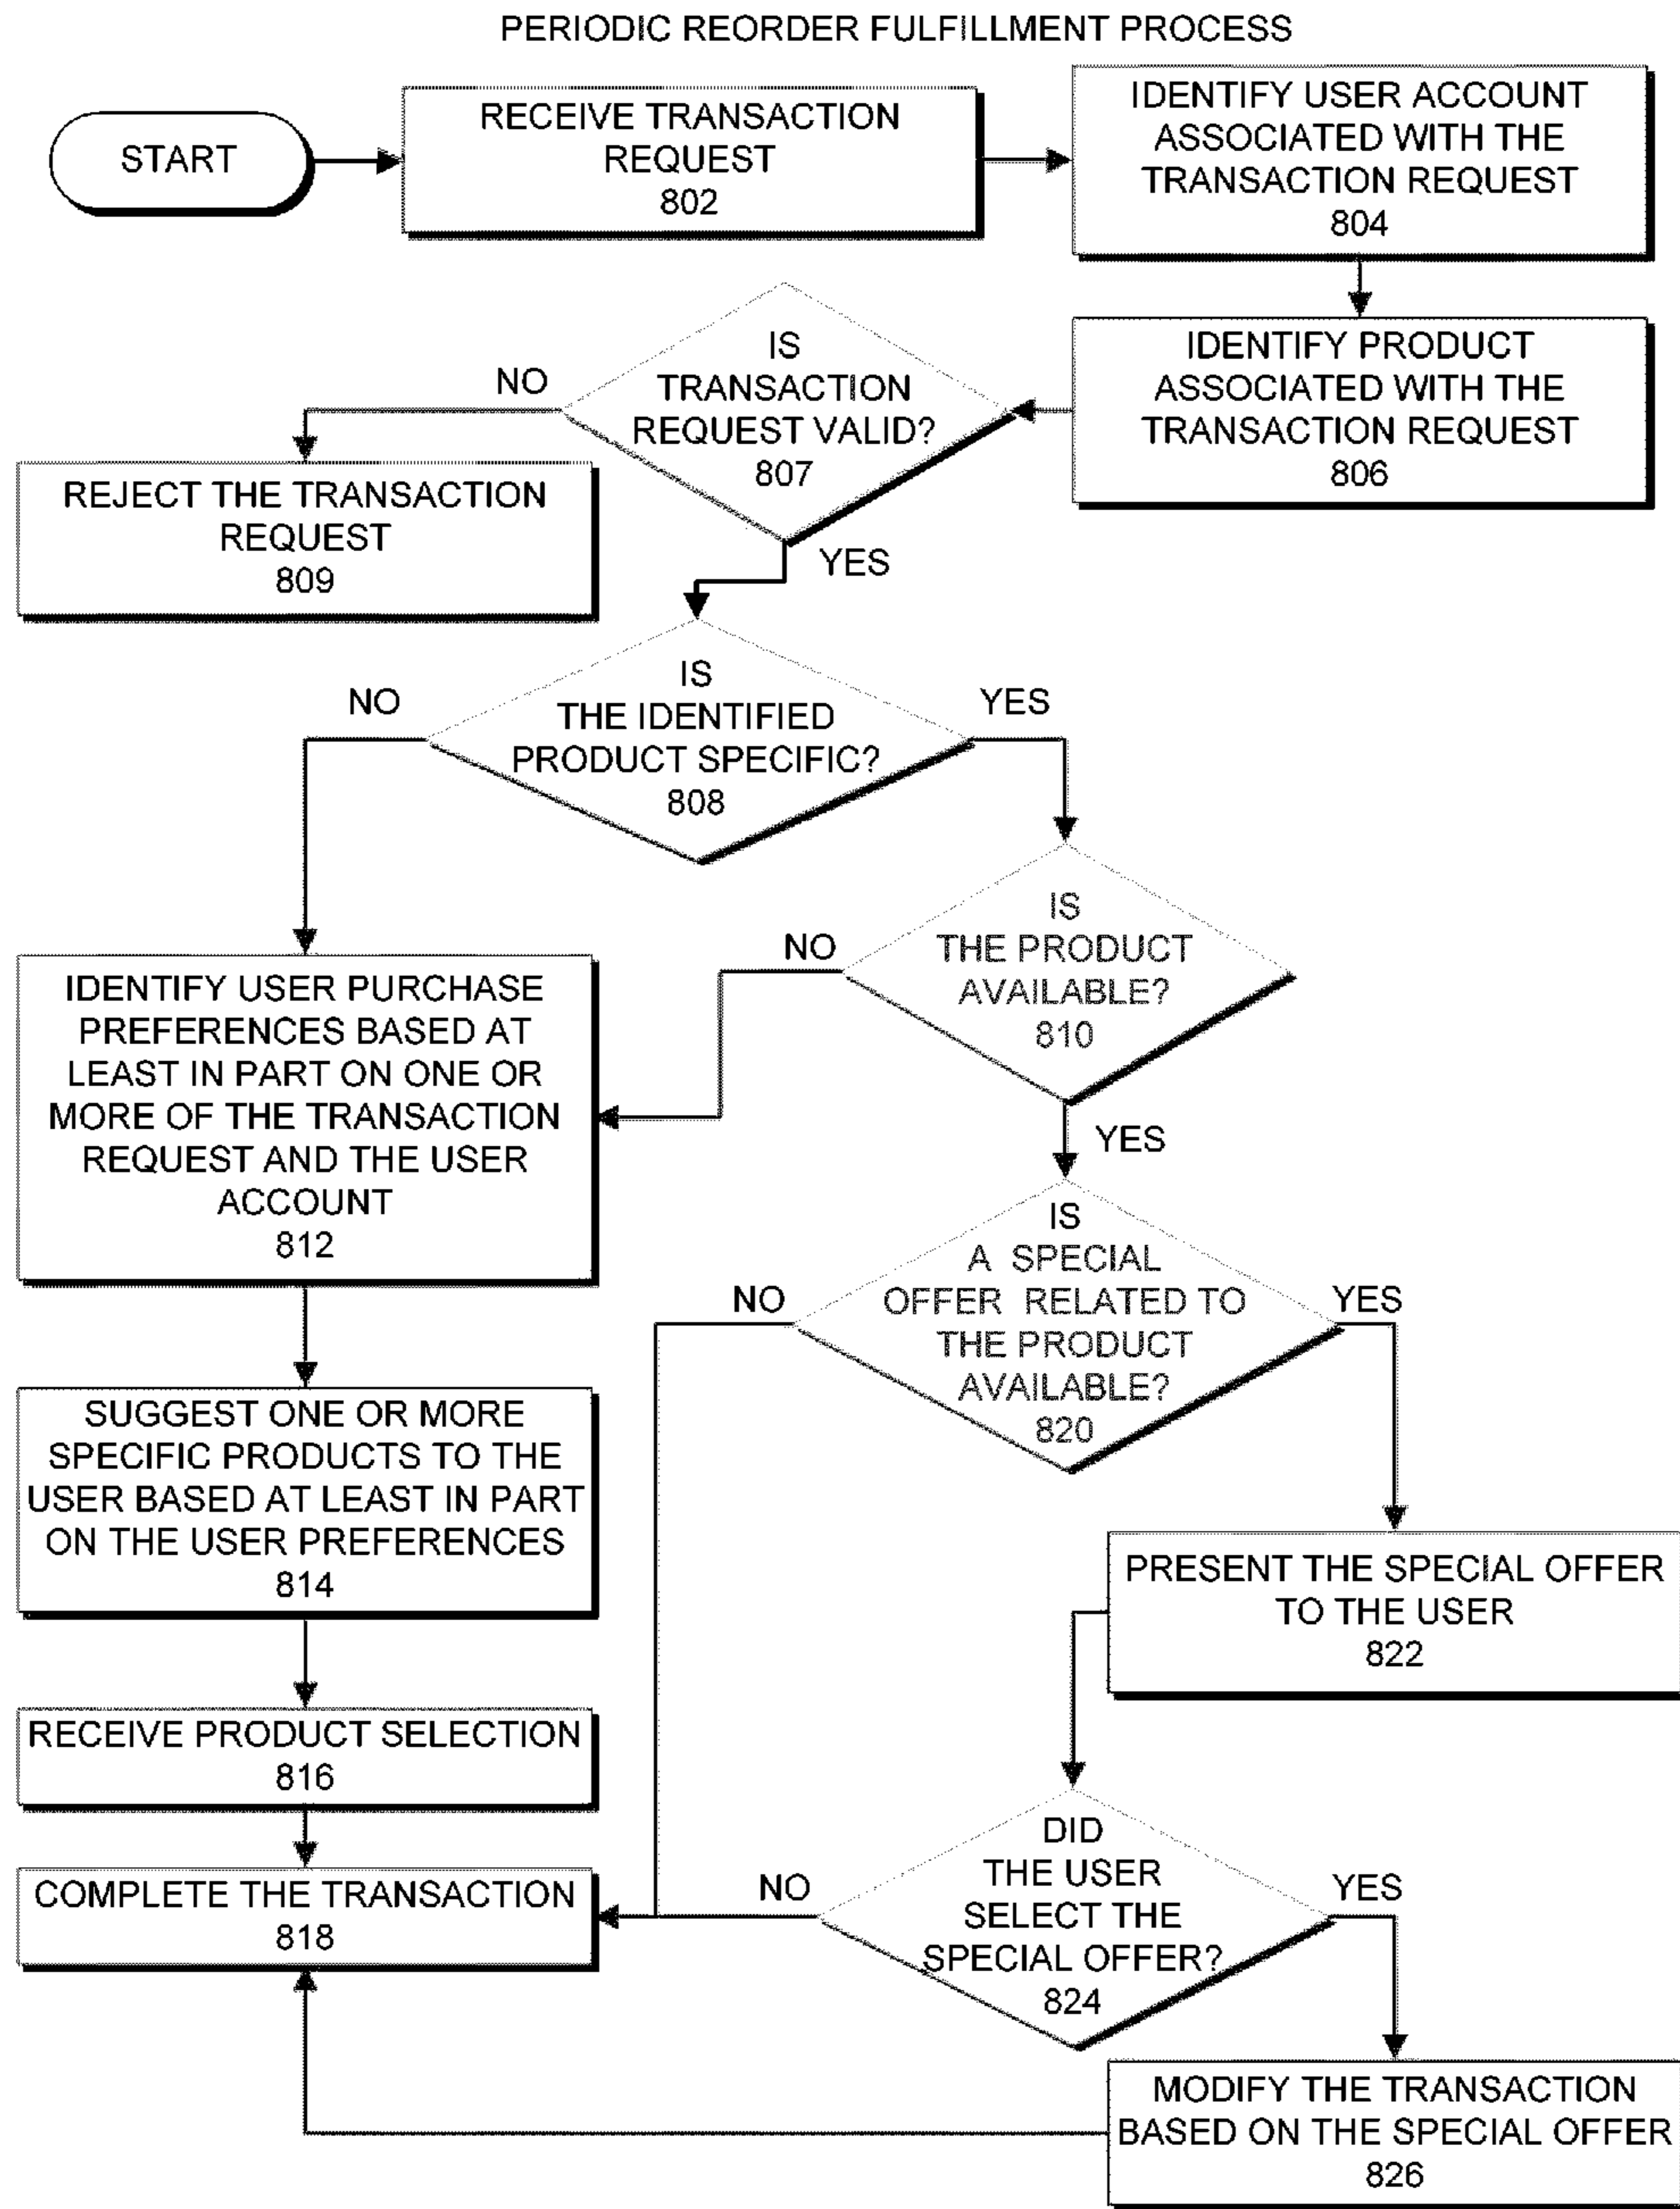 PERIODIC REORDER FULFILLMENT PROCESS
START
RECEIVE TRANSACTION
REQUEST
802
IDENTIFY USER ACCOUNT
ASSOCIATED WITH THE
TRANSACTION REQUEST
804
IDENTIFY PRODUCT
ASSOCIATED WITH THE
TRANSACTION REQUEST
806
IS
TRANSACTION
REQUEST VALID?
807
NO
YES
REJECT THE TRANSACTION
REQUEST
809
IS
THE IDENTIFIED
PRODUCT SPECIFIC?
808
NO
YES
IS
THE PRODUCT
AVAILABLE?
810
NO
YES
IDENTIFY USER PURCHASE
PREFERENCES BASED AT
LEAST IN PART ON ONE OR
MORE OF THE TRANSACTION
REQUEST AND THE USER
ACCOUNT
812
IS
A SPECIAL
OFFER RELATED TO
THE PRODUCT
AVAILABLE?
820
NO
YES
SUGGEST ONE OR MORE
SPECIFIC PRODUCTS TO THE
USER BASED AT LEAST IN PART
ON THE USER PREFERENCES
814
PRESENT THE SPECIAL OFFER
TO THE USER
822
RECEIVE PRODUCT SELECTION
816
DID
THE USER
SELECT THE
SPECIAL OFFER?
824
NO
YES
COMPLETE THE TRANSACTION
818
MODIFY THE TRANSACTION
BASED ON THE SPECIAL OFFER
826